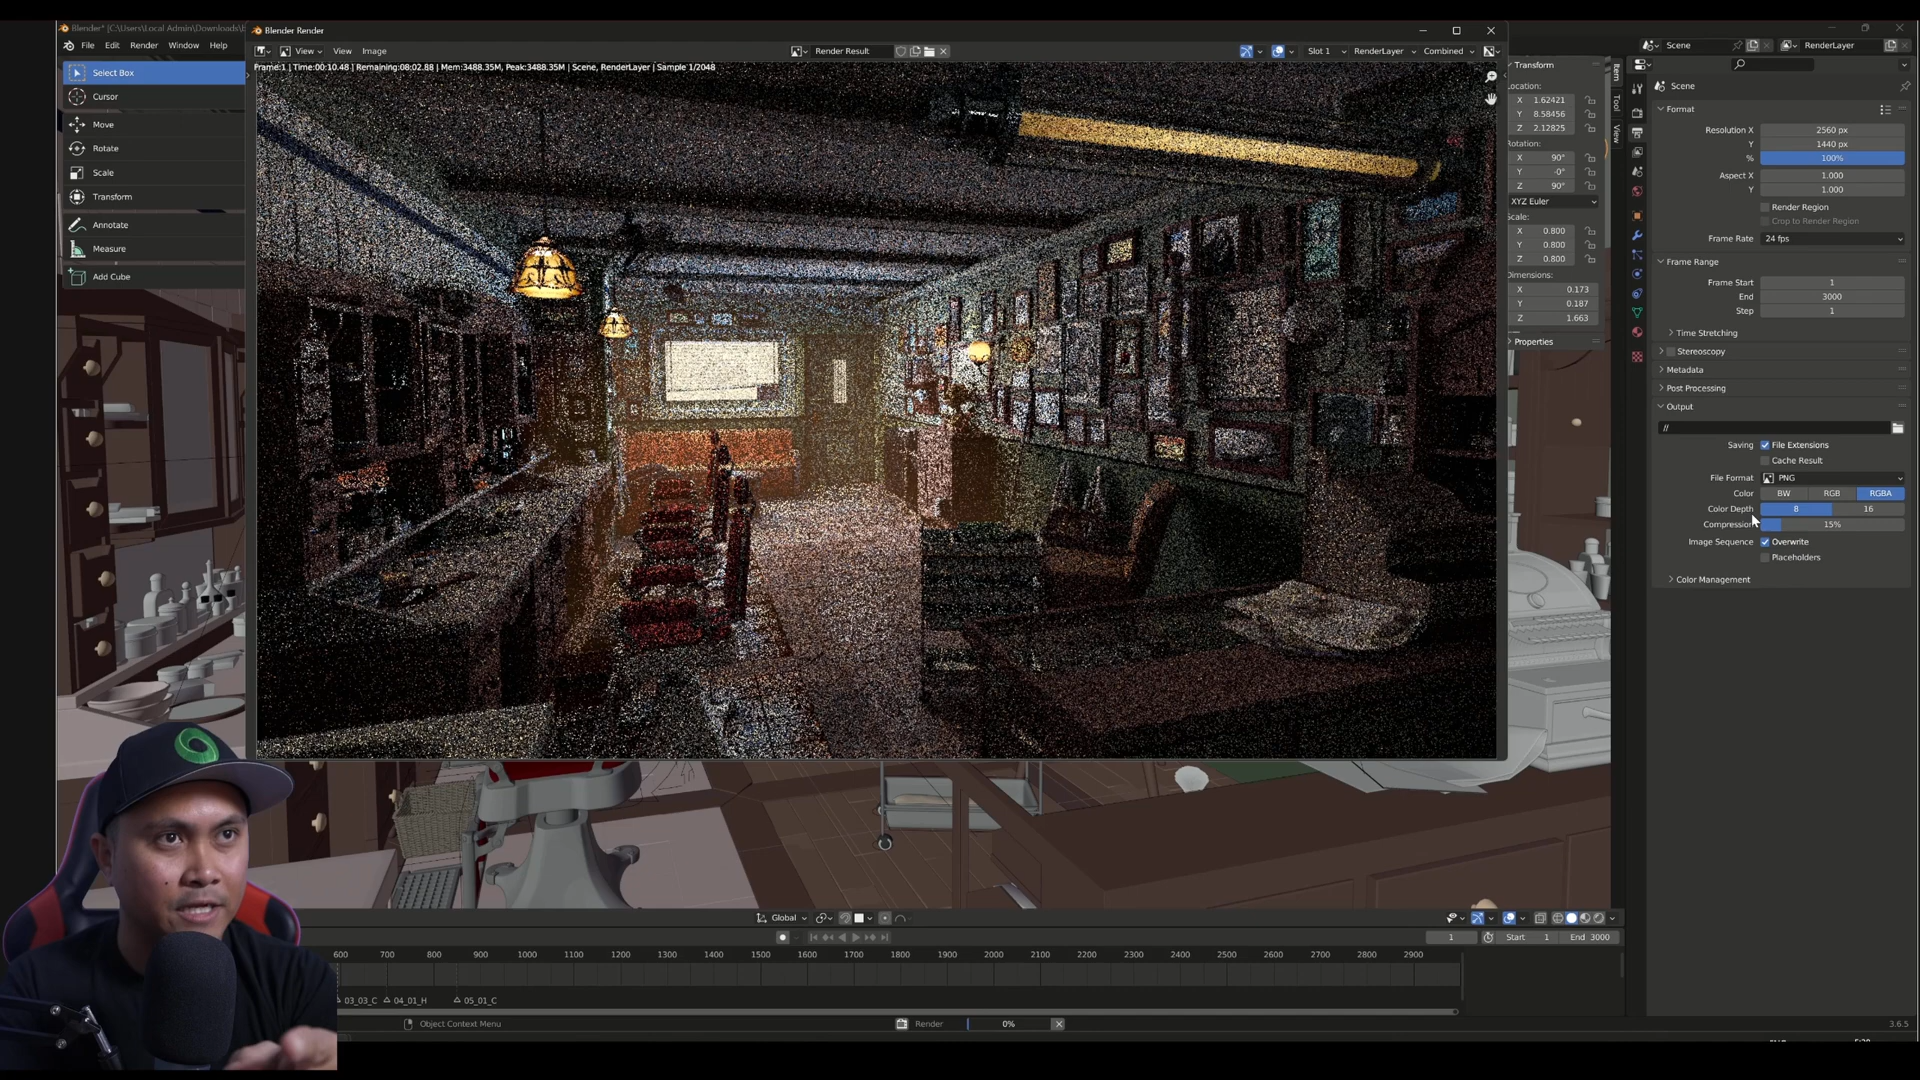 Blender* [C:\Users\Local Admin\Downloads\
Blender Render
File Edit Render Window Help
View View Image
Render Result
Slot 1 RenderLayer Combined
Scene RenderLayer
Frame:1 | Time:00:10.48 | Remaining:08:02.88 | Mem:3488.35M, Peak:3488.35M | Scene, RenderLayer | Sample 1/2048
Select Box
Cursor
Move
Rotate
Scale
Transform
Annotate
Measure
Add Cube
Transform
Location:
X 1.62421
Y 8.58456
Z 2.12825
Rotation:
X 90°
Y -0°
Z 90°
XYZ Euler
Scale:
X 0.800
Y 0.800
Z 0.800
Dimensions:
X 0.173
Y 0.187
Z 1.663
Properties
Item
Tool
View
Scene
Format
Resolution X 2560 px
Y 1440 px
% 100%
Aspect X 1.000
Y 1.000
Render Region
Crop to Render Region
Frame Rate 24 fps
Frame Range
Frame Start 1
End 3000
Step 1
Time Stretching
Stereoscopy
Metadata
Post Processing
Output
//
Saving File Extensions
Cache Result
File Format PNG
Color BW RGB RGBA
Color Depth 8 16
Compression 15%
Image Sequence Overwrite
Placeholders
Color Management
Global
1 Start 1 End 3000
600 700 800 900 1000 1100 1200 1300 1400 1500 1600 1700 1800 1900 2000 2100 2200 2300 2400 2500 2600 2700 2800 2900
03_03_C 04_01_H 05_01_C
Object Context Menu
Render 0%
3.6.5